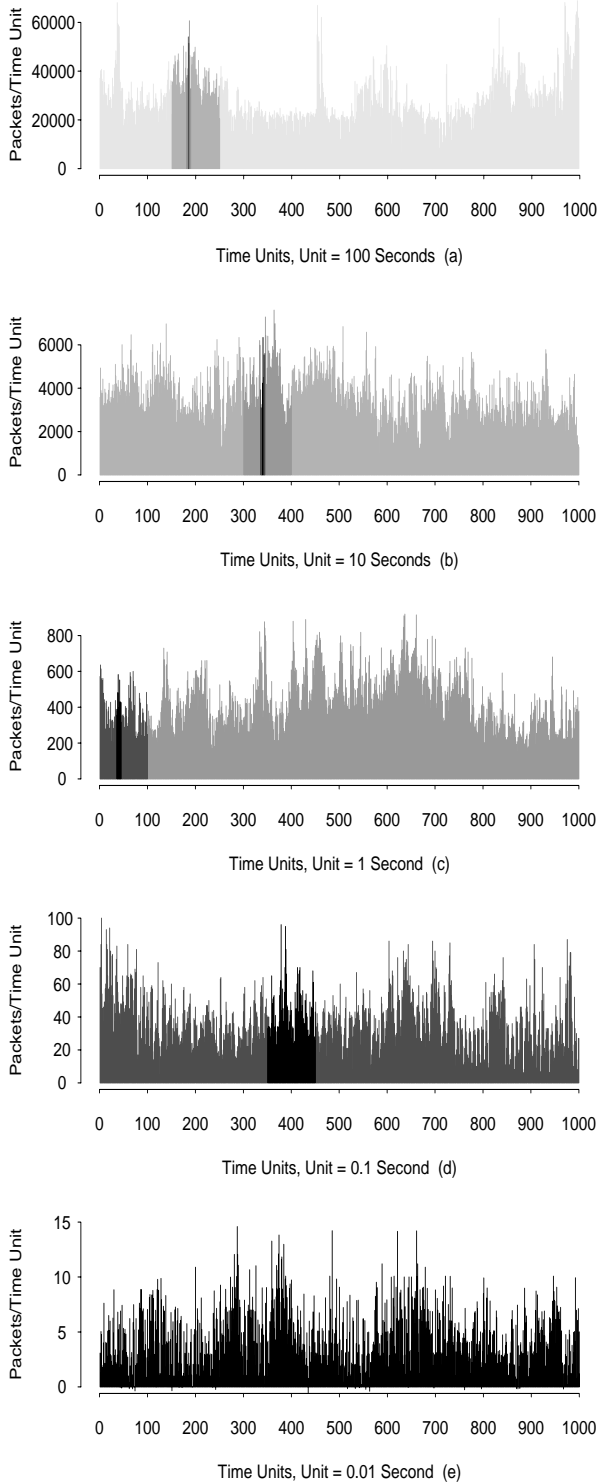 Packets/Time Unit
60000
40000
20000
0
0 100 200 300 400 500 600 700 800 900 1000
Time Units, Unit = 100 Seconds (a)
Packets/Time Unit
6000
4000
2000
0
0 100 200 300 400 500 600 700 800 900 1000
Time Units, Unit = 10 Seconds (b)
Packets/Time Unit
800
600
400
200
0
0 100 200 300 400 500 600 700 800 900 1000
Time Units, Unit = 1 Second (c)
Packets/Time Unit
100
80
60
40
20
0
0 100 200 300 400 500 600 700 800 900 1000
Time Units, Unit = 0.1 Second (d)
Packets/Time Unit
15
10
5
0
0 100 200 300 400 500 600 700 800 900 1000
Time Units, Unit = 0.01 Second (e)